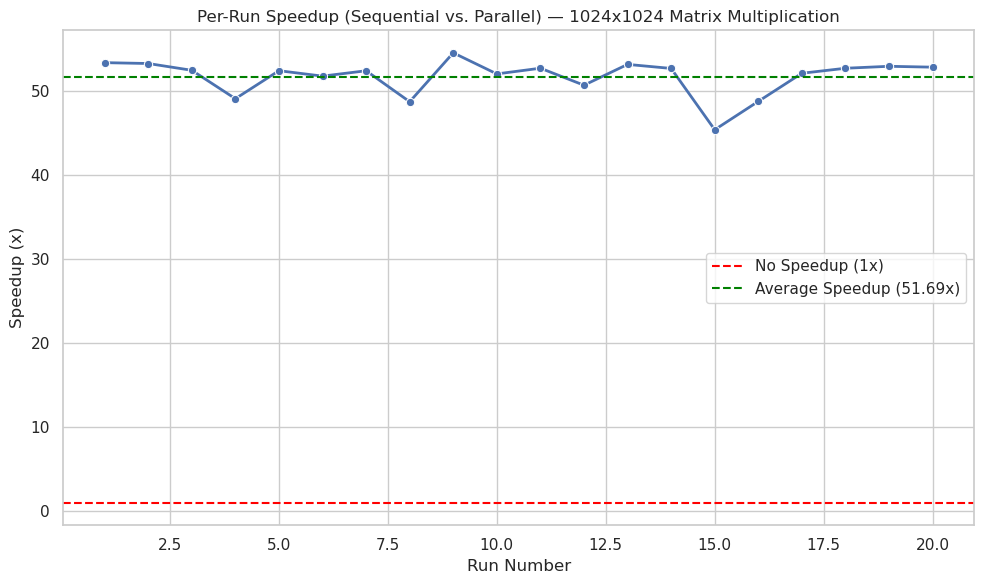 Per-Run Speedup (Sequential vs. Parallel) — 1024x1024 Matrix Multiplication
Speedup (x)
50
40
30
20
10
0
No Speedup (1x)
Average Speedup (51.69x)
2.5
5.0
7.5
10.0
12.5
15.0
17.5
20.0
Run Number